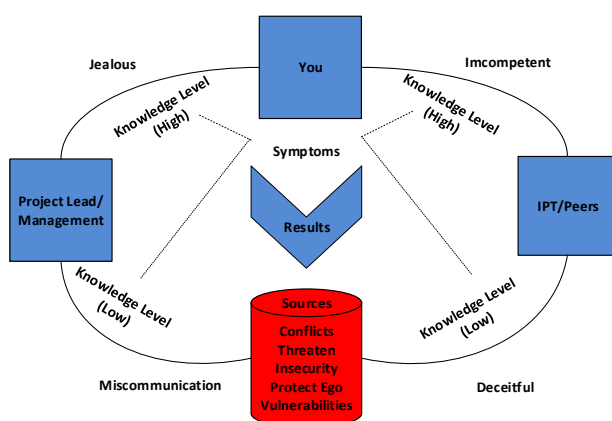 You
Jealous
Imcompetent
Knowledge Level
(High)
Knowledge Level
(High)
Symptoms
Project Lead/
Management
IPT/Peers
Results
Knowledge Level
(Low)
Knowledge Level
(Low)
Sources
Conflicts
Threaten
Insecurity
Protect Ego
Vulnerabilities
Miscommunication
Deceitful